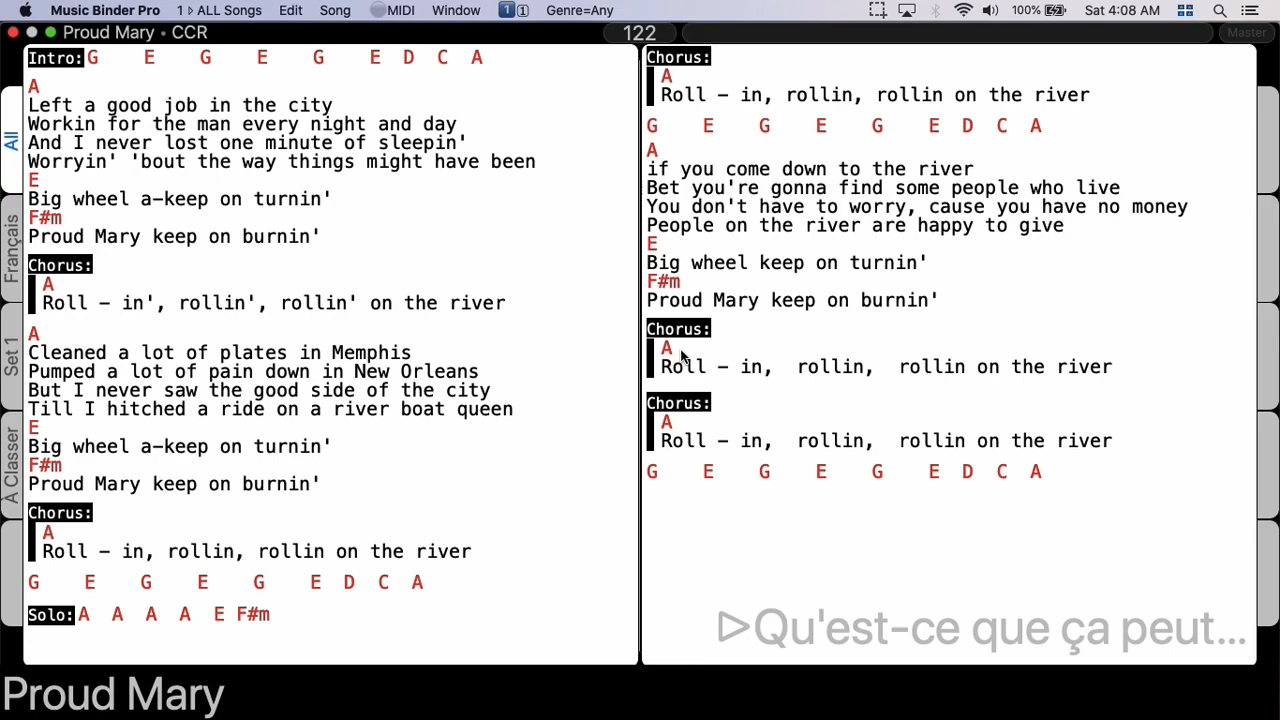 Music Binder Pro 1 ▷ ALL Songs Edit Song MIDI Window 1 1 Genre=Any 100% Sat 4:08 AM
Proud Mary • CCR 122 Master
All
Français
Set 1
À Classer
Intro: G E G E G E D C A
A
Left a good job in the city
Workin for the man every night and day
And I never lost one minute of sleepin'
Worryin' 'bout the way things might have been
E
Big wheel a-keep on turnin'
F#m
Proud Mary keep on burnin'
Chorus:
A
Roll - in', rollin', rollin' on the river
A
Cleaned a lot of plates in Memphis
Pumped a lot of pain down in New Orleans
But I never saw the good side of the city
Till I hitched a ride on a river boat queen
E
Big wheel a-keep on turnin'
F#m
Proud Mary keep on burnin'
Chorus:
A
Roll - in, rollin, rollin on the river
G E G E G E D C A
Solo: A A A A E F#m
Chorus:
A
Roll - in, rollin, rollin on the river
G E G E G E D C A
A
if you come down to the river
Bet you're gonna find some people who live
You don't have to worry, cause you have no money
People on the river are happy to give
E
Big wheel keep on turnin'
F#m
Proud Mary keep on burnin'
Chorus:
A
Roll - in, rollin, rollin on the river
Chorus:
A
Roll - in, rollin, rollin on the river
G E G E G E D C A
▷Qu'est-ce que ça peut...
Proud Mary